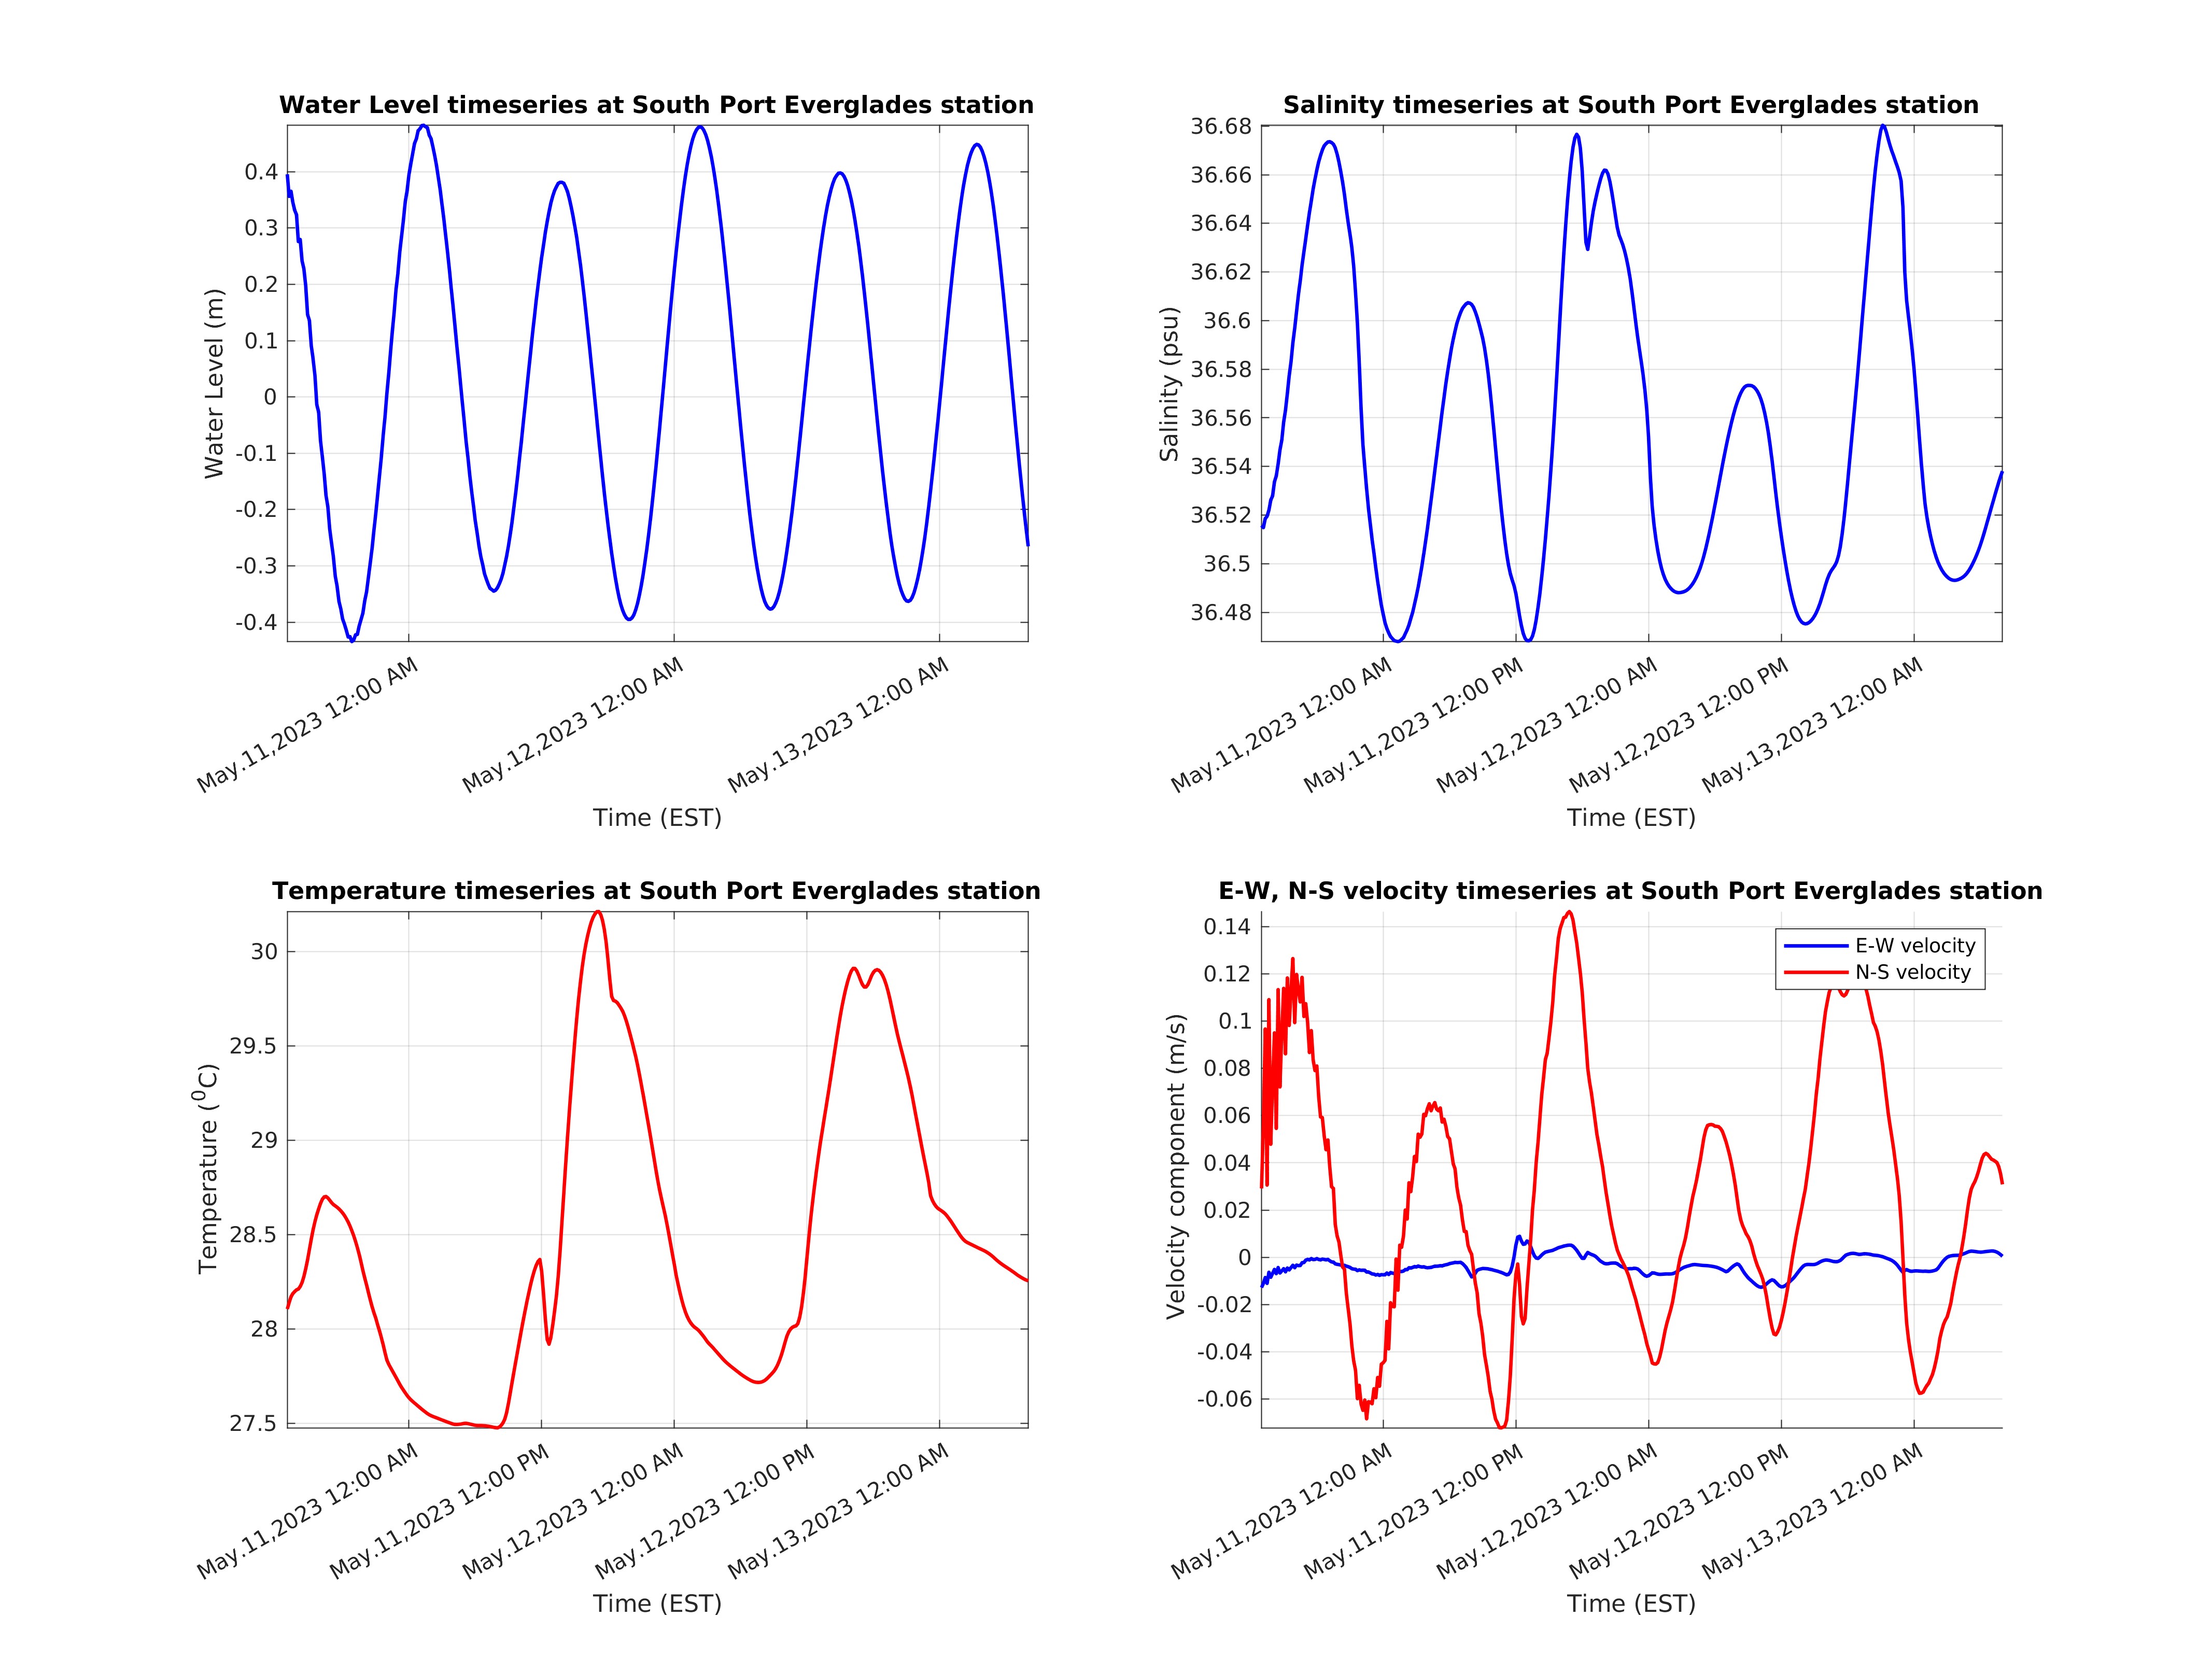 Water Level timeseries at South Port Everglades station
Water Level (m)
0.4
0.3
0.2
0.1
0
-0.1
-0.2
-0.3
-0.4
May.11,2023 12:00 AM
May.12,2023 12:00 AM
May.13,2023 12:00 AM
Time (EST)
Salinity timeseries at South Port Everglades station
Salinity (psu)
36.68
36.66
36.64
36.62
36.6
36.58
36.56
36.54
36.52
36.5
36.48
May.11,2023 12:00 AM
May.11,2023 12:00 PM
May.12,2023 12:00 AM
May.12,2023 12:00 PM
May.13,2023 12:00 AM
Time (EST)
Temperature timeseries at South Port Everglades station
Temperature (⁰C)
30
29.5
29
28.5
28
27.5
May.11,2023 12:00 AM
May.11,2023 12:00 PM
May.12,2023 12:00 AM
May.12,2023 12:00 PM
May.13,2023 12:00 AM
Time (EST)
E-W, N-S velocity timeseries at South Port Everglades station
Velocity component (m/s)
0.14
0.12
0.1
0.08
0.06
0.04
0.02
0
-0.02
-0.04
-0.06
E-W velocity
N-S velocity
May.11,2023 12:00 AM
May.11,2023 12:00 PM
May.12,2023 12:00 AM
May.12,2023 12:00 PM
May.13,2023 12:00 AM
Time (EST)